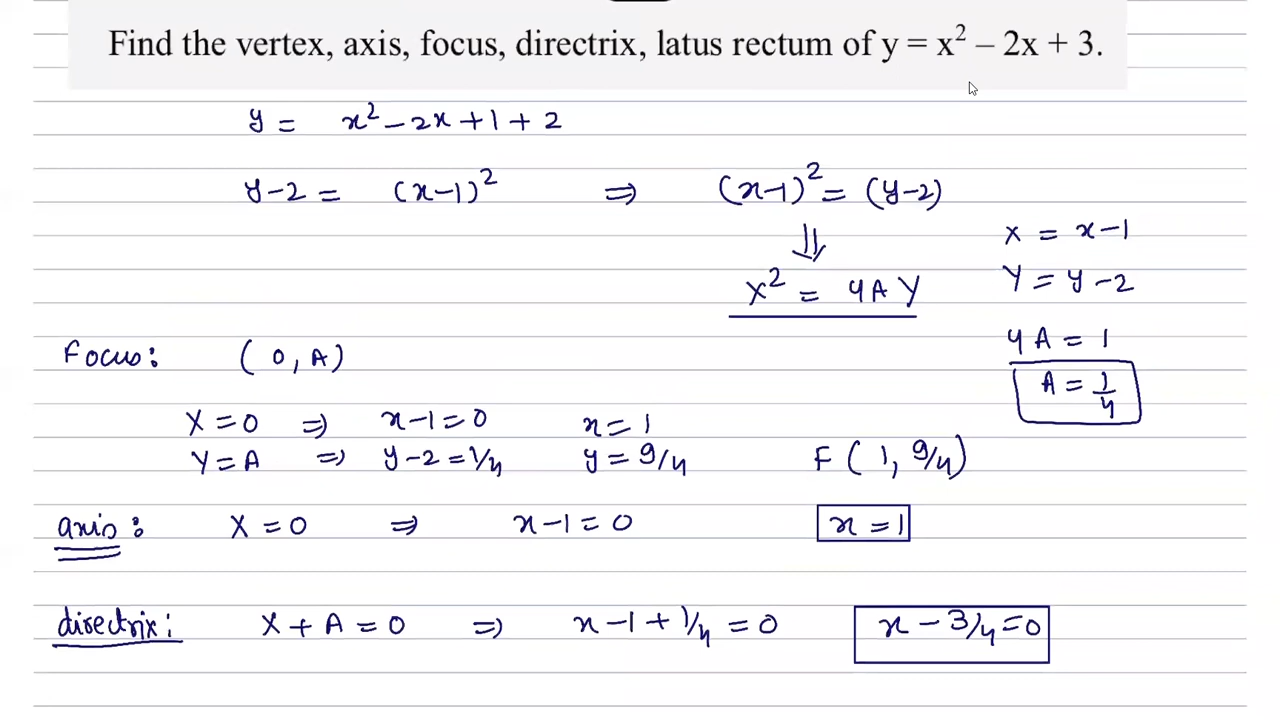 Find the vertex, axis, focus, directrix, latus rectum of y = x² – 2x + 3.
y = x² – 2x + 1 + 2
y – 2 = (x – 1)² ⇒ (x – 1)² = (y – 2)
⇓
X = x – 1
X² = 4A Y
Y = y – 2
4A = 1
A = 1/4
Focus: (0, A)
X = 0 ⇒ x – 1 = 0 x = 1
Y = A ⇒ y – 2 = 1/4 y = 9/4 F (1, 9/4)
axis: X = 0 ⇒ x – 1 = 0 x = 1
directrix: X + A = 0 ⇒ x – 1 + 1/4 = 0 x – 3/4 = 0